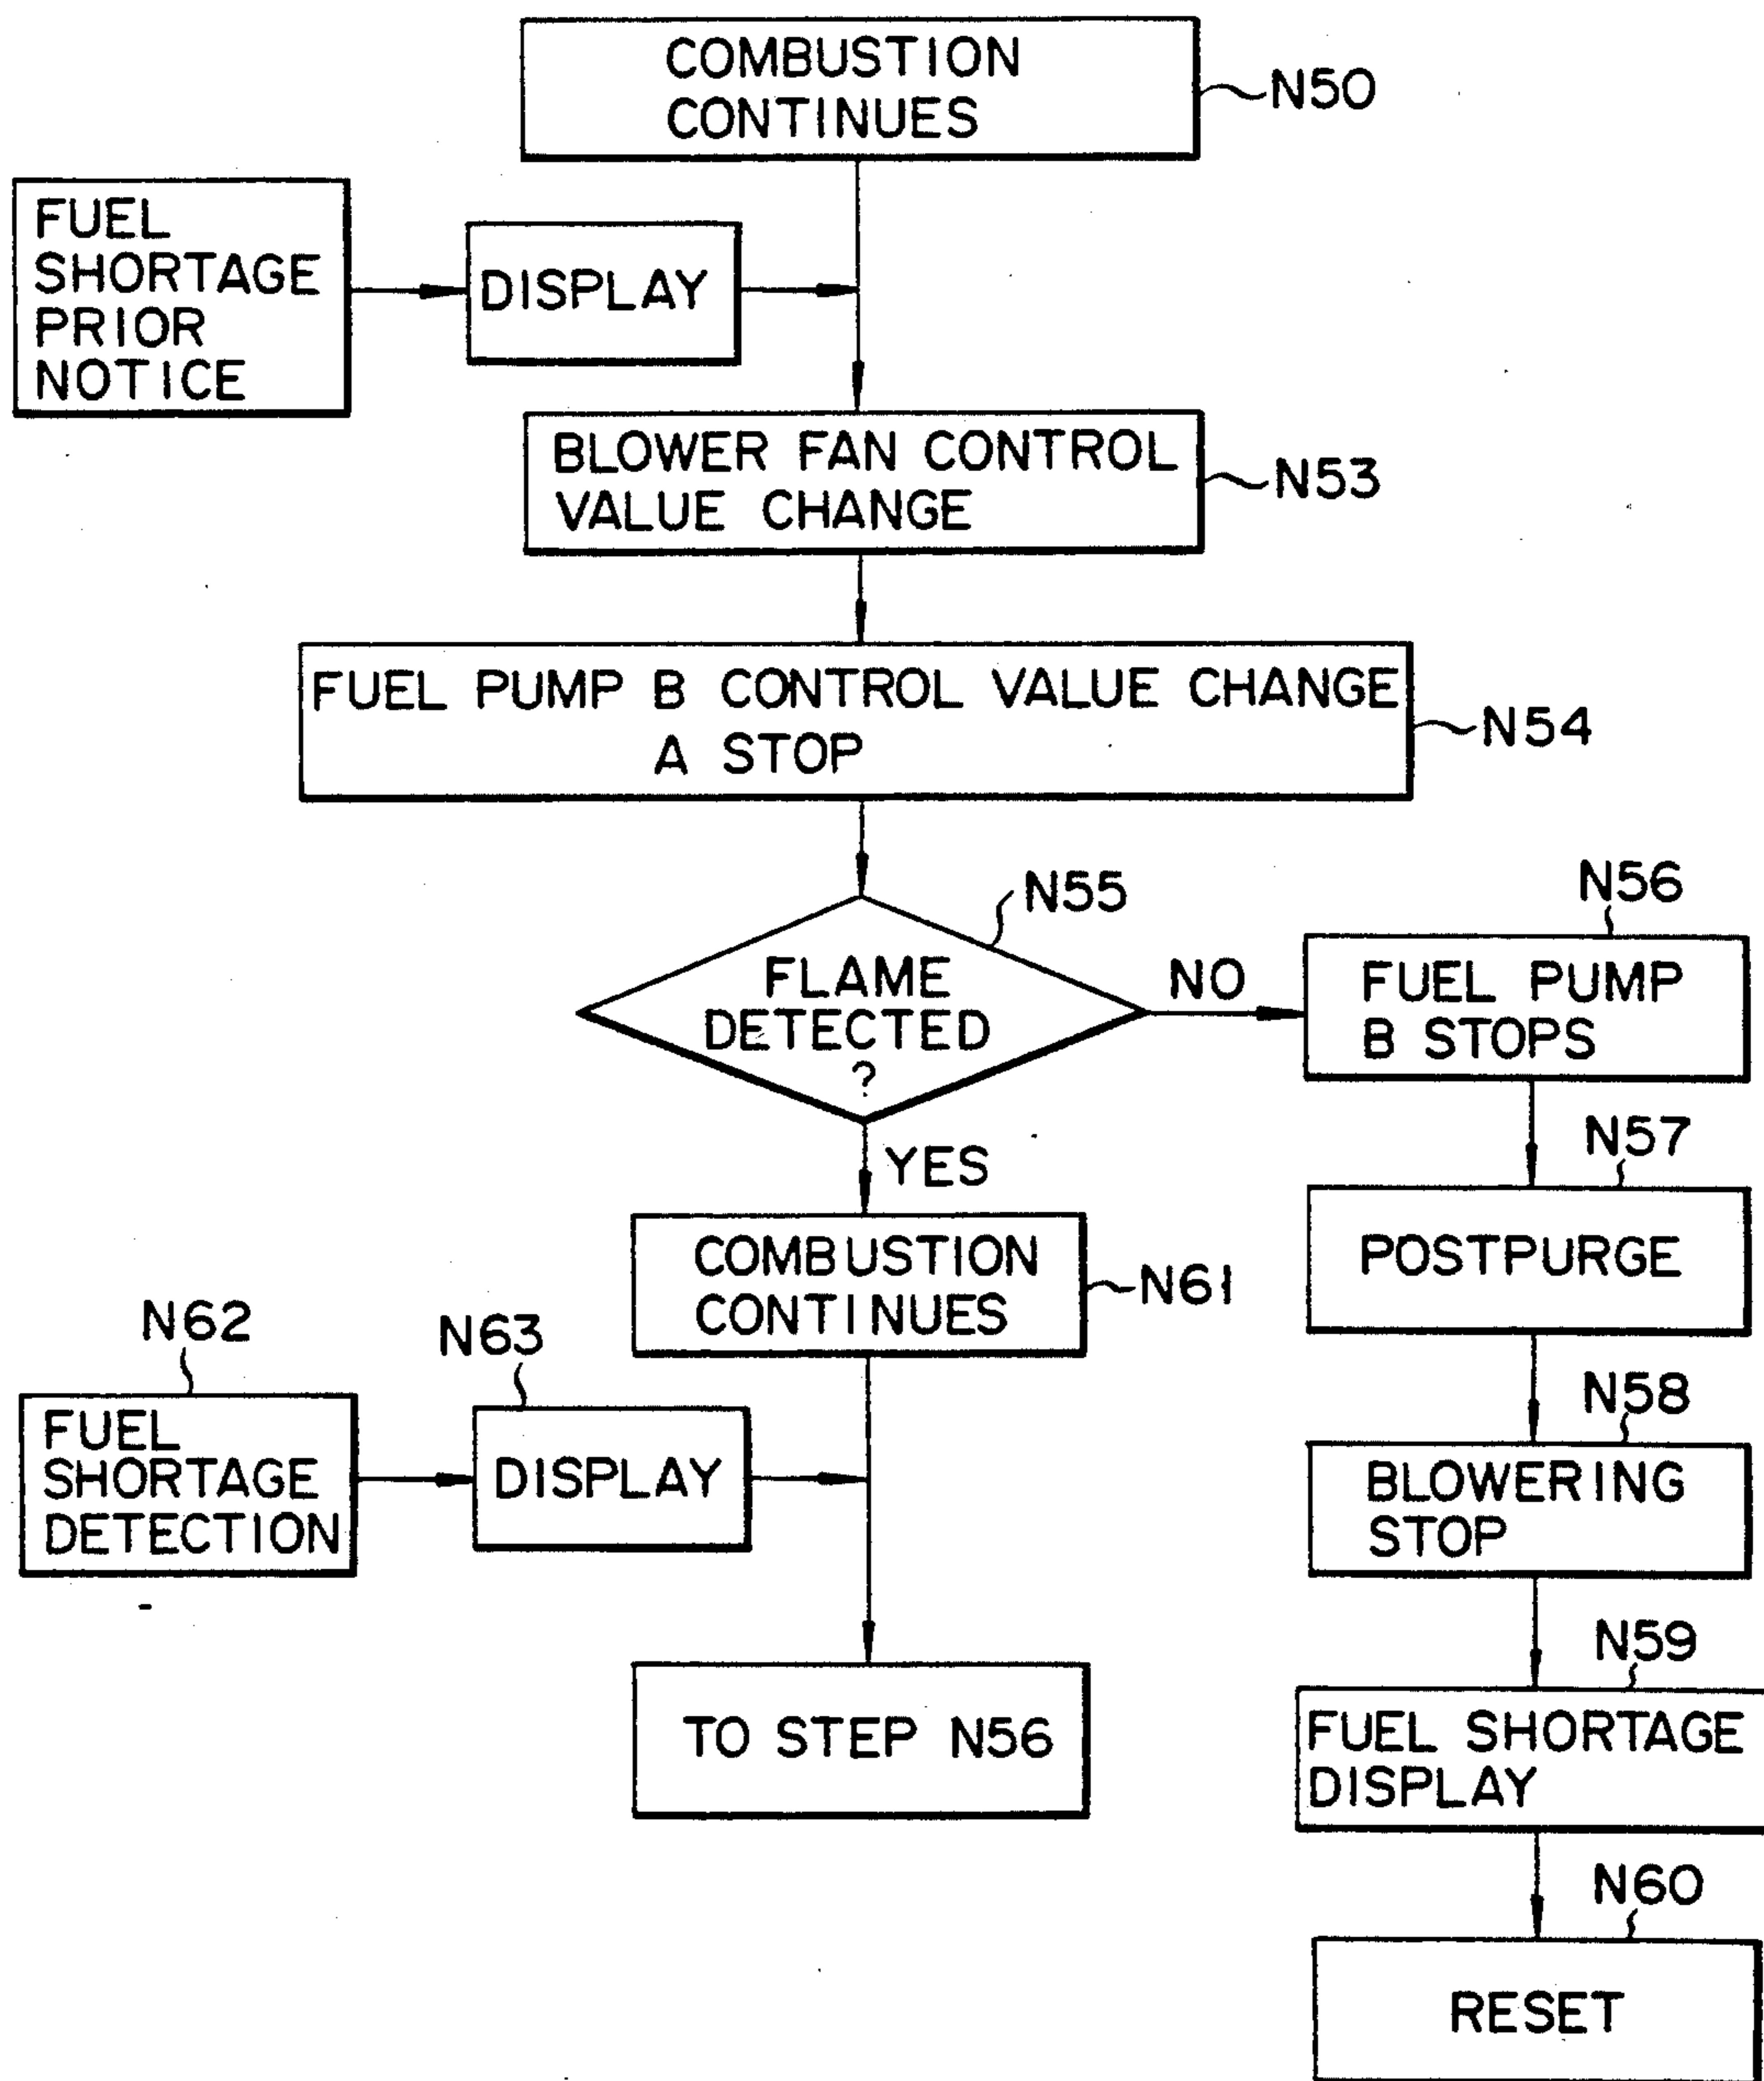 COMBUSTION
CONTINUES
N50
FUEL
SHORTAGE
PRIOR
NOTICE
DISPLAY
BLOWER FAN CONTROL
VALUE CHANGE
N53
FUEL PUMP B CONTROL VALUE CHANGE
A STOP
N54
N55
FLAME
DETECTED
?
NO
N56
FUEL PUMP
B STOPS
YES
N57
POSTPURGE
COMBUSTION
CONTINUES
N61
N62
FUEL
SHORTAGE
DETECTION
N63
DISPLAY
N58
BLOWERING
STOP
TO STEP N56
N59
FUEL SHORTAGE
DISPLAY
N60
RESET